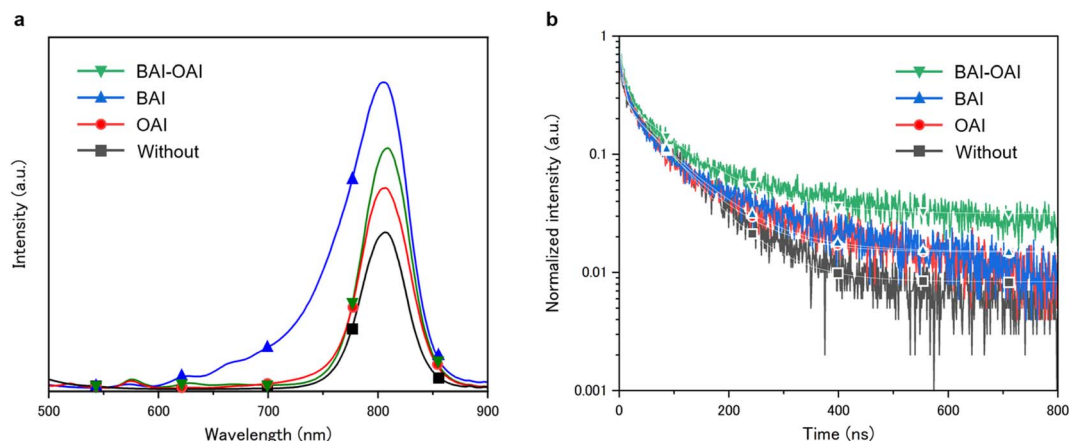 a
BAI-OAI
BAI
OAI
Without
Intensity (a.u.)
500 600 700 800 900
Wavelength (nm)
b
1
0.1
0.01
0.001
BAI-OAI
BAI
OAI
Without
Normalized intensity (a.u.)
0 200 400 600 800
Time (ns)